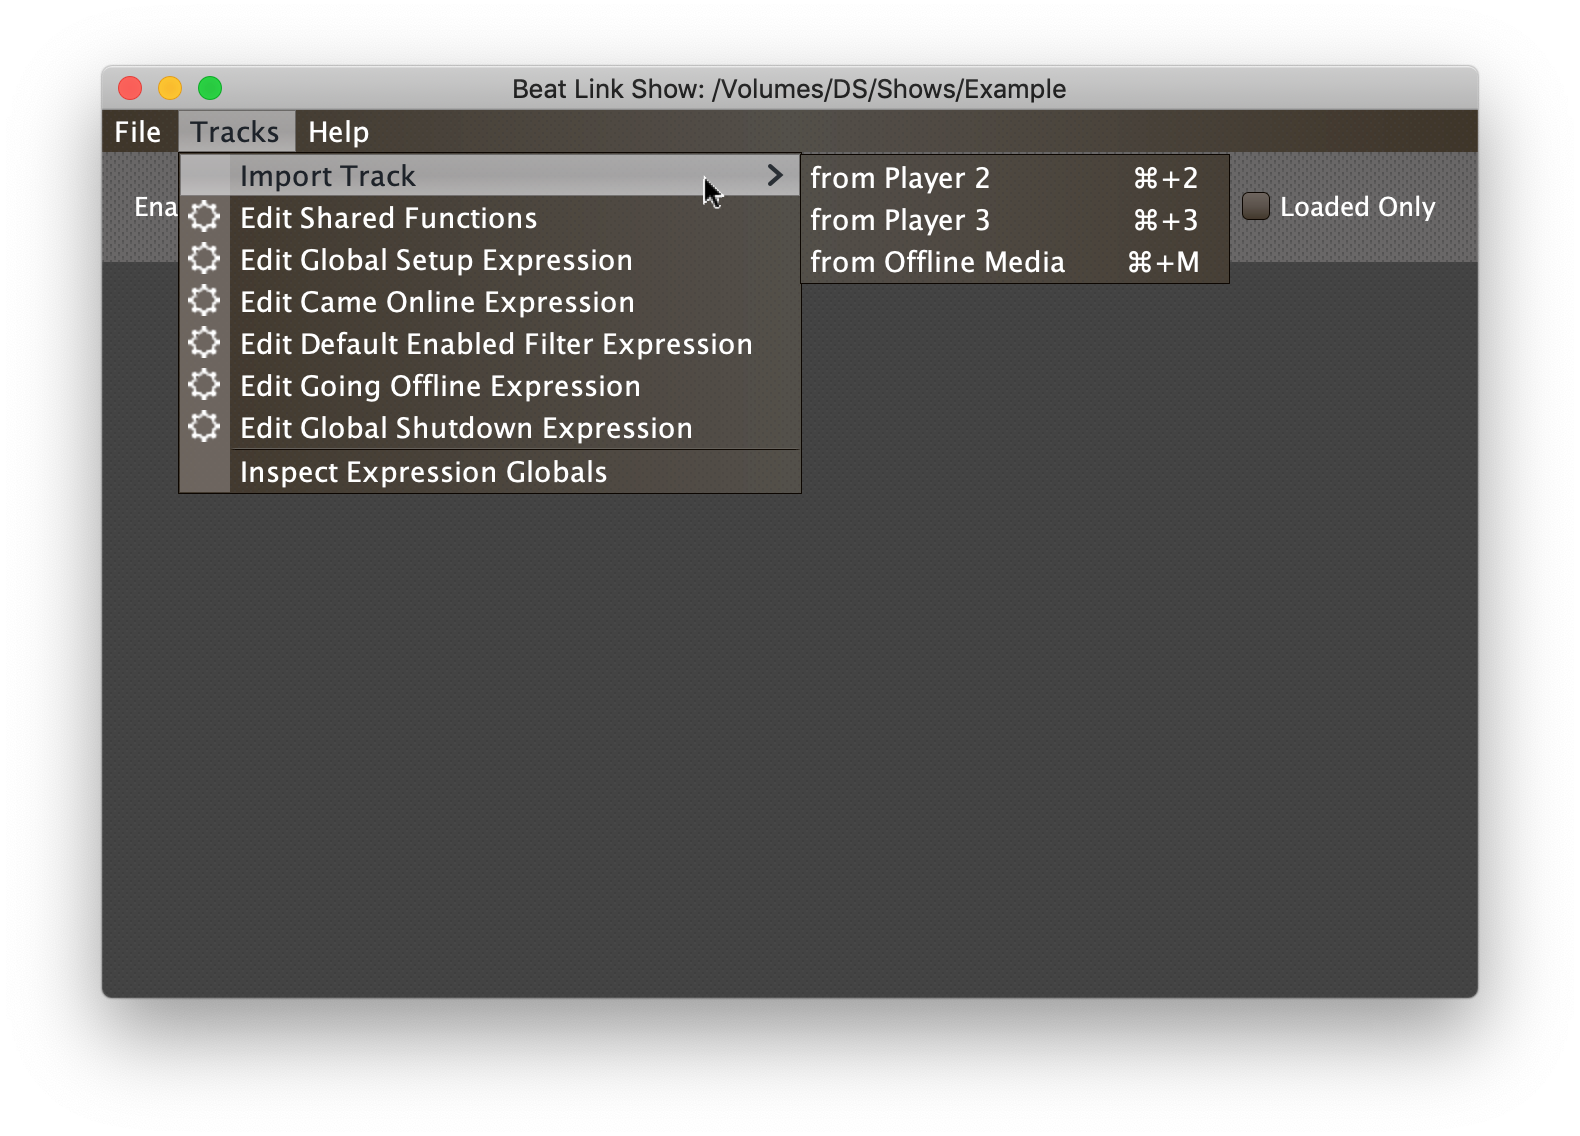 Beat Link Show: /Volumes/DS/Shows/Example
File Tracks Help
Import Track
from Player 2 ⌘+2
Ena
Loaded Only
Edit Shared Functions
from Player 3 ⌘+3
Edit Global Setup Expression
from Offline Media ⌘+M
Edit Came Online Expression
Edit Default Enabled Filter Expression
Edit Going Offline Expression
Edit Global Shutdown Expression
Inspect Expression Globals